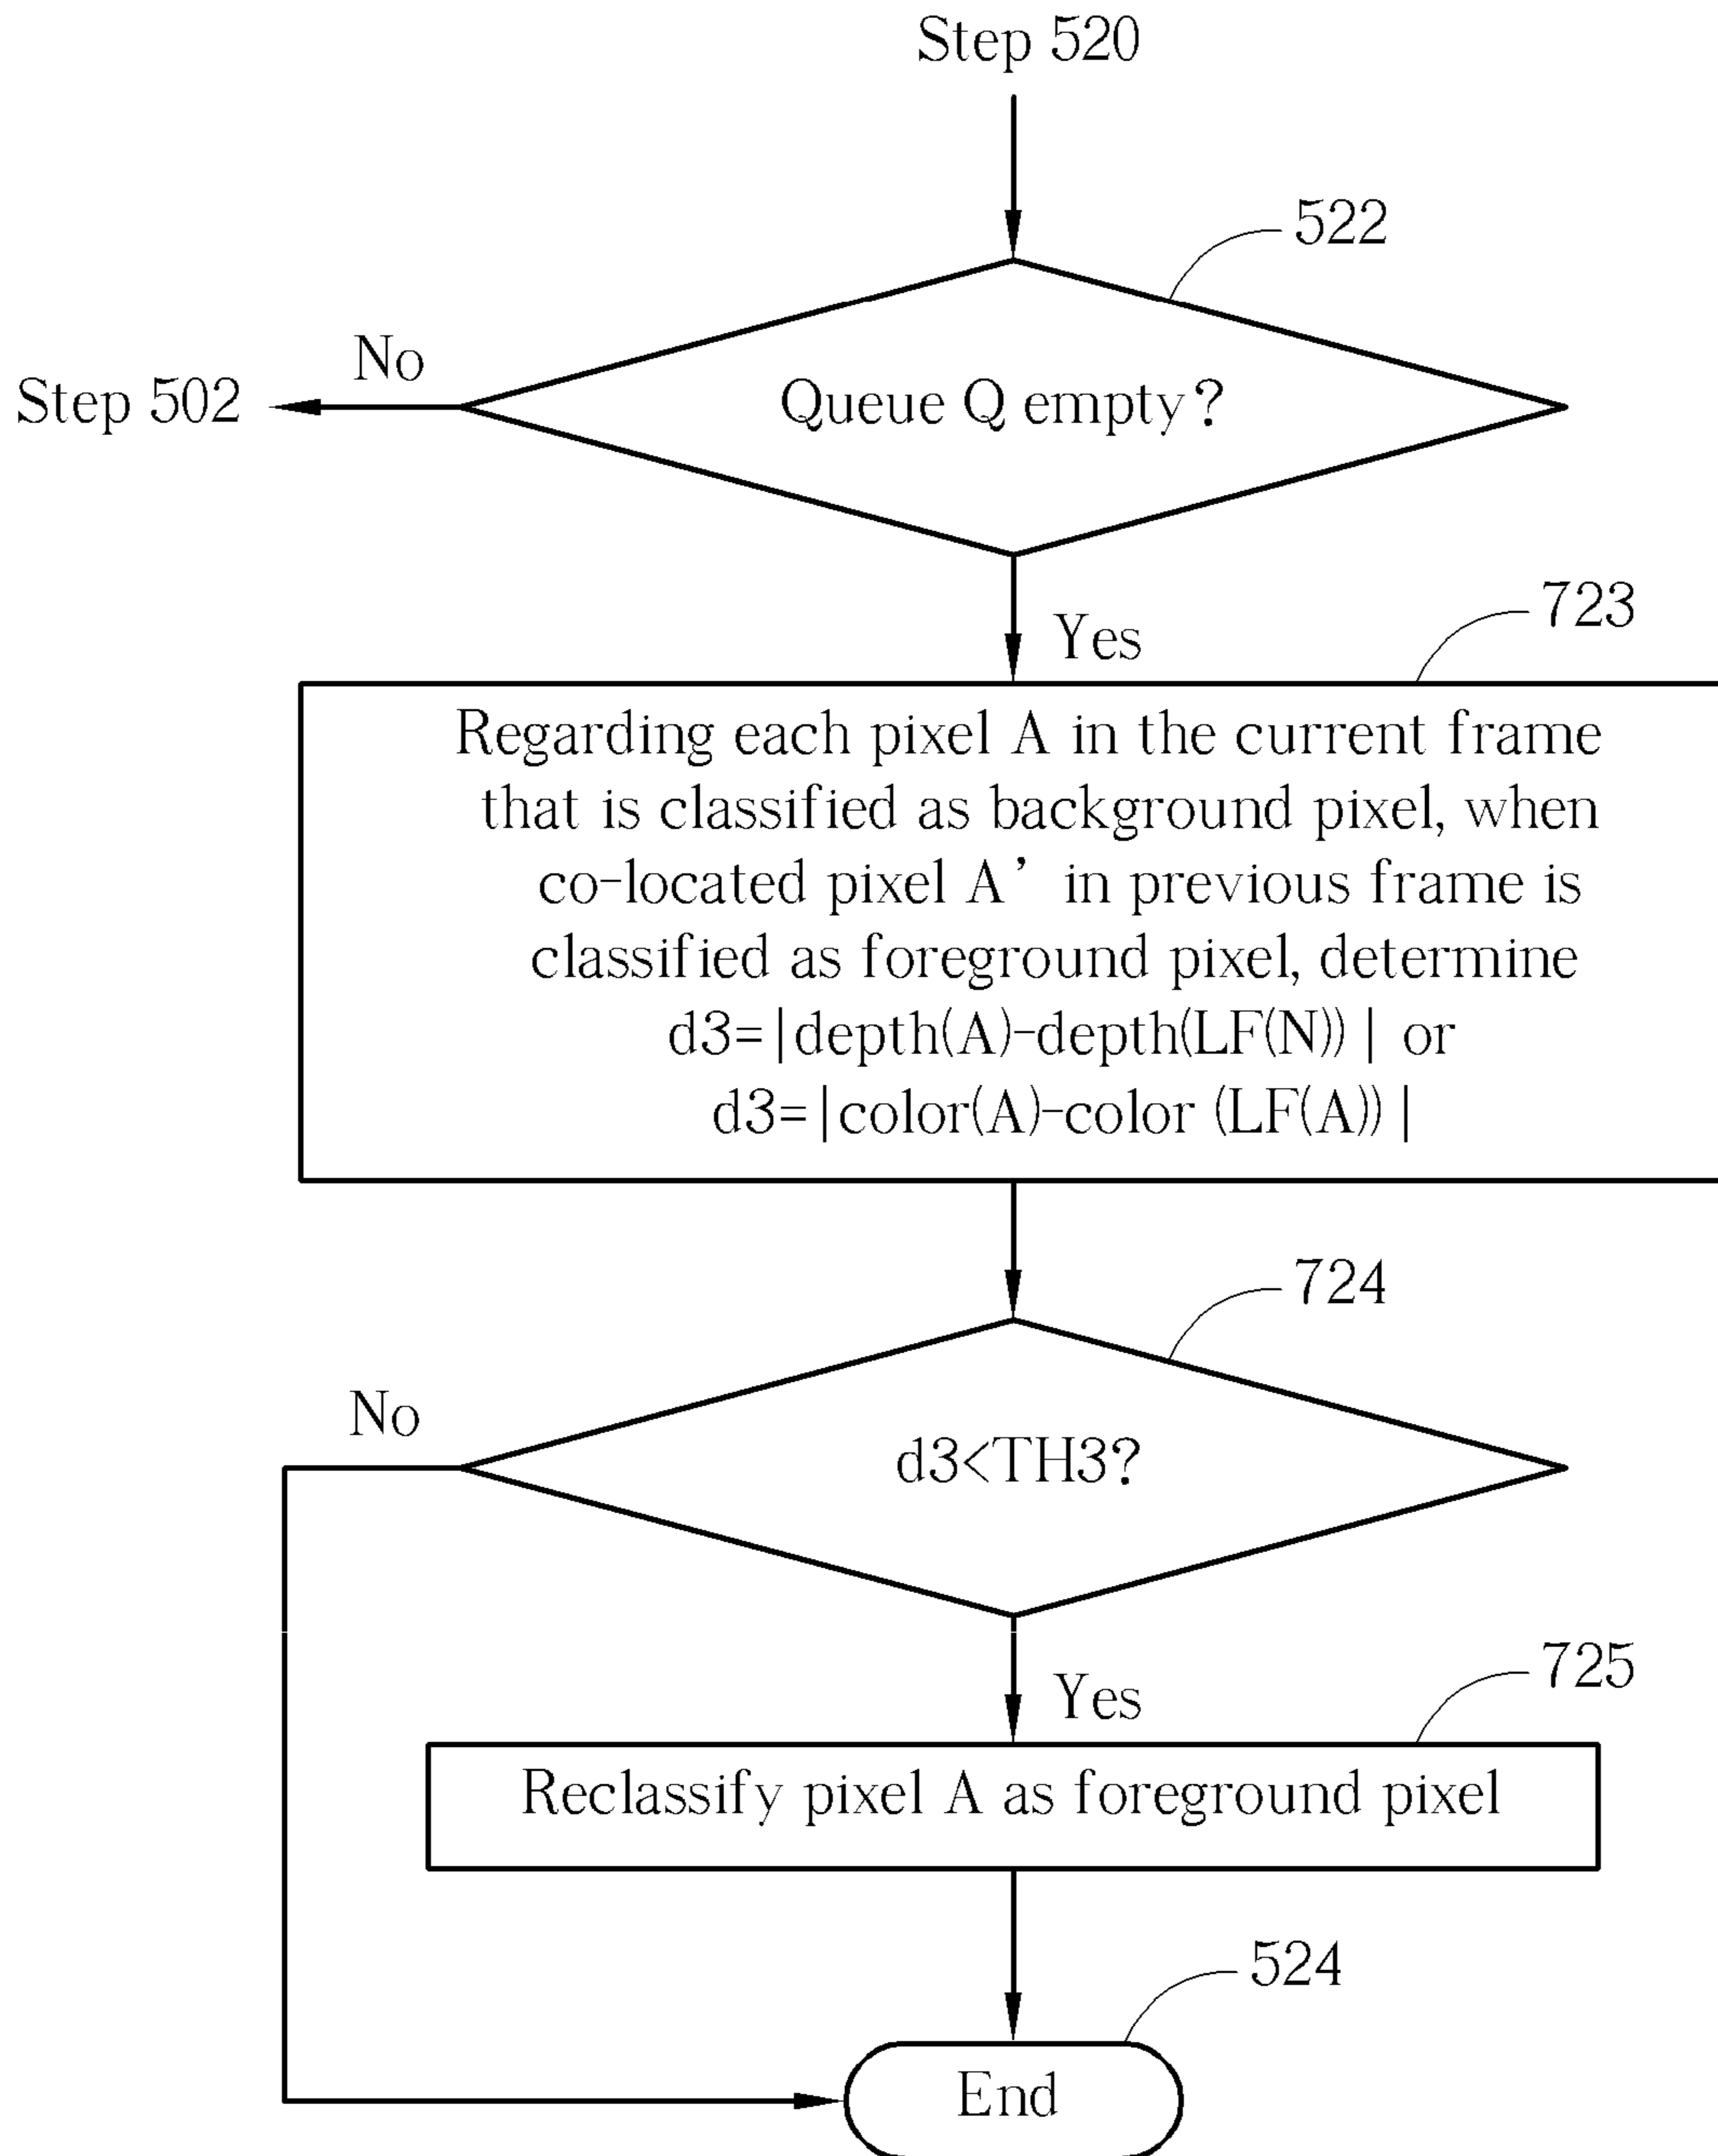 Step 520
522
No
Step 502
Queue Q empty?
Yes
723
Regarding each pixel A in the current frame
that is classified as background pixel, when
co-located pixel A’ in previous frame is
classified as foreground pixel, determine
d3=|depth(A)-depth(LF(N))| or
d3=|color(A)-color (LF(A))|
724
No
d3<TH3?
Yes
725
Reclassify pixel A as foreground pixel
524
End